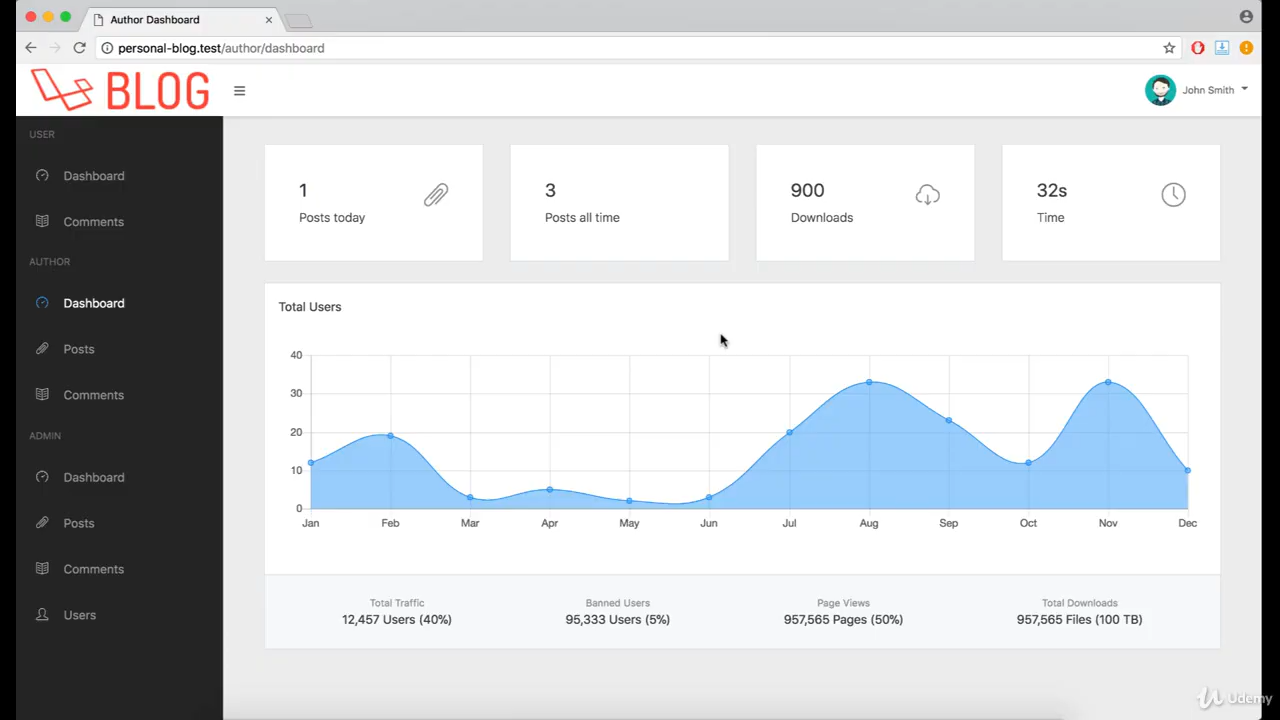 Author Dashboard
personal-blog.test/author/dashboard
BLOG
John Smith
USER
Dashboard
Comments
AUTHOR
Dashboard
Posts
Comments
ADMIN
Dashboard
Posts
Comments
Users
1
Posts today
3
Posts all time
900
Downloads
32s
Time
Total Users
40
30
20
10
0
Jan Feb Mar Apr May Jun Jul Aug Sep Oct Nov Dec
Total Traffic
12,457 Users (40%)
Banned Users
95,333 Users (5%)
Page Views
957,565 Pages (50%)
Total Downloads
957,565 Files (100 TB)
Udemy